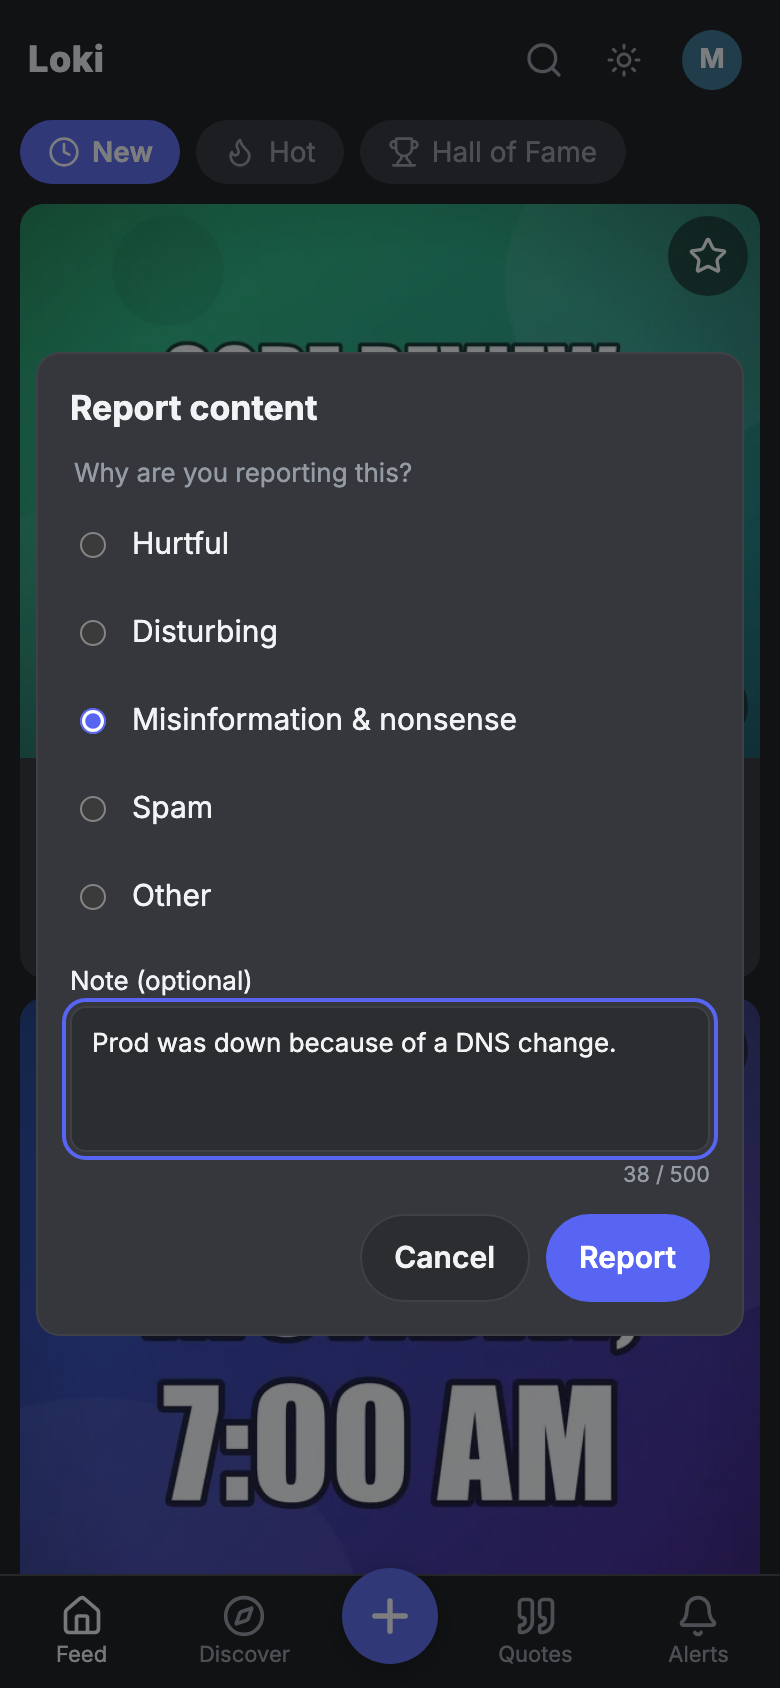 Loki
M
New
Hot
Hall of Fame
CODE REVIEW
Report content
Why are you reporting this?
Hurtful
Disturbing
Misinformation & nonsense
Spam
Other
Note (optional)
Prod was down because of a DNS change.
38 / 500
Cancel
Report
7:00 AM
Feed
Discover
Quotes
Alerts